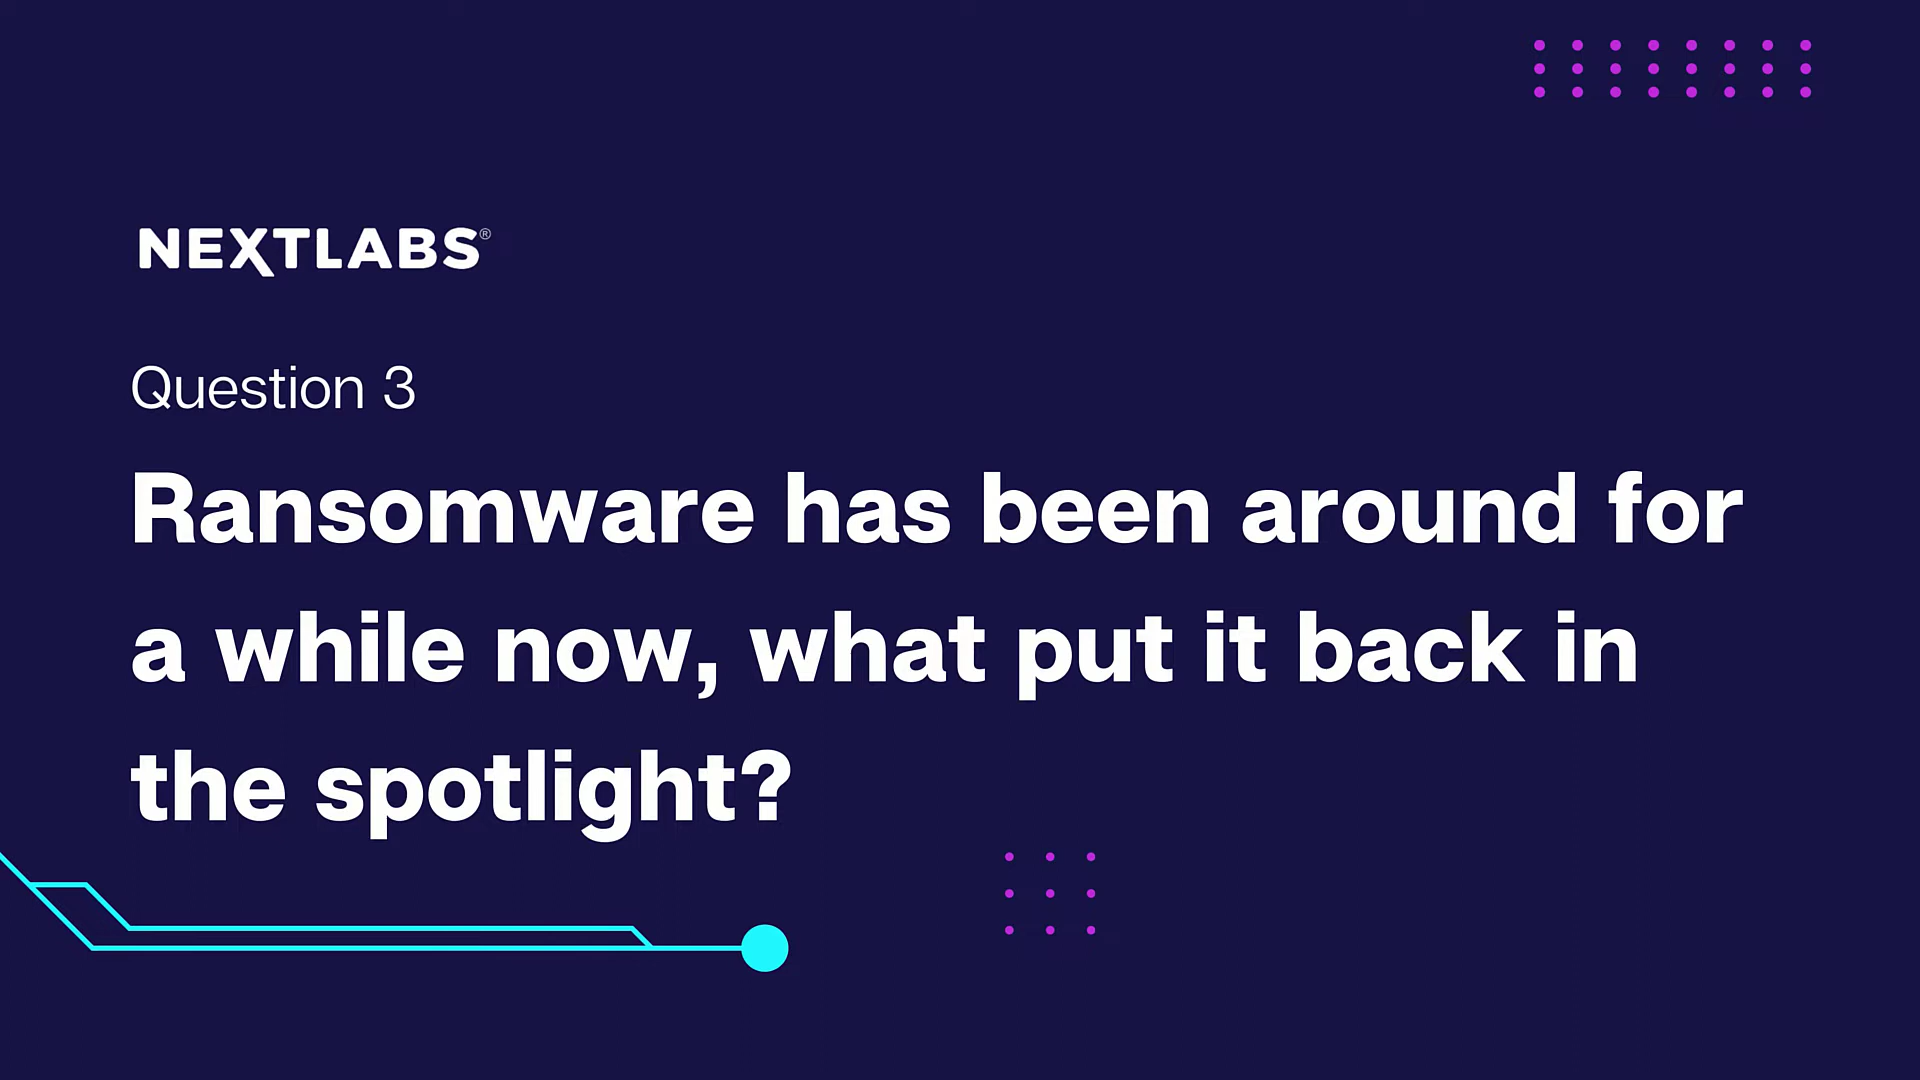 NEXTLABS®
Question 3
Ransomware has been around for
a while now, what put it back in
the spotlight?